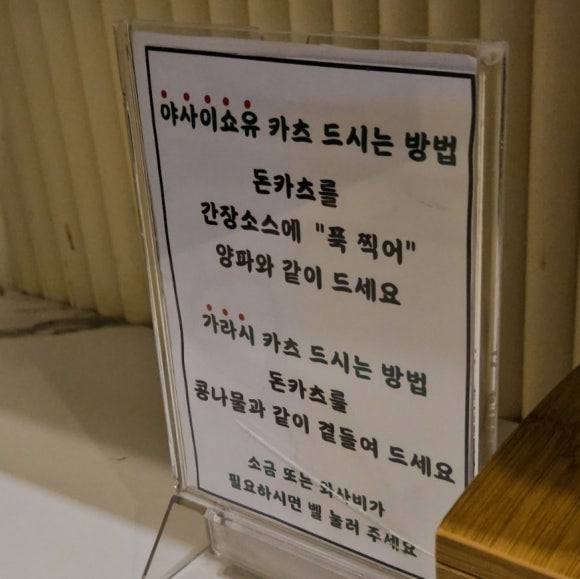 야사이쇼유 카츠 드시는 방법
돈카츠를
간장소스에 "푹 찍어"
양파와 같이 드세요
가라시 카츠 드시는 방법
돈카츠를
콩나물과 같이 곁들여 드세요
소금 또는 와사비가
필요하시면 벨 눌러 주세요